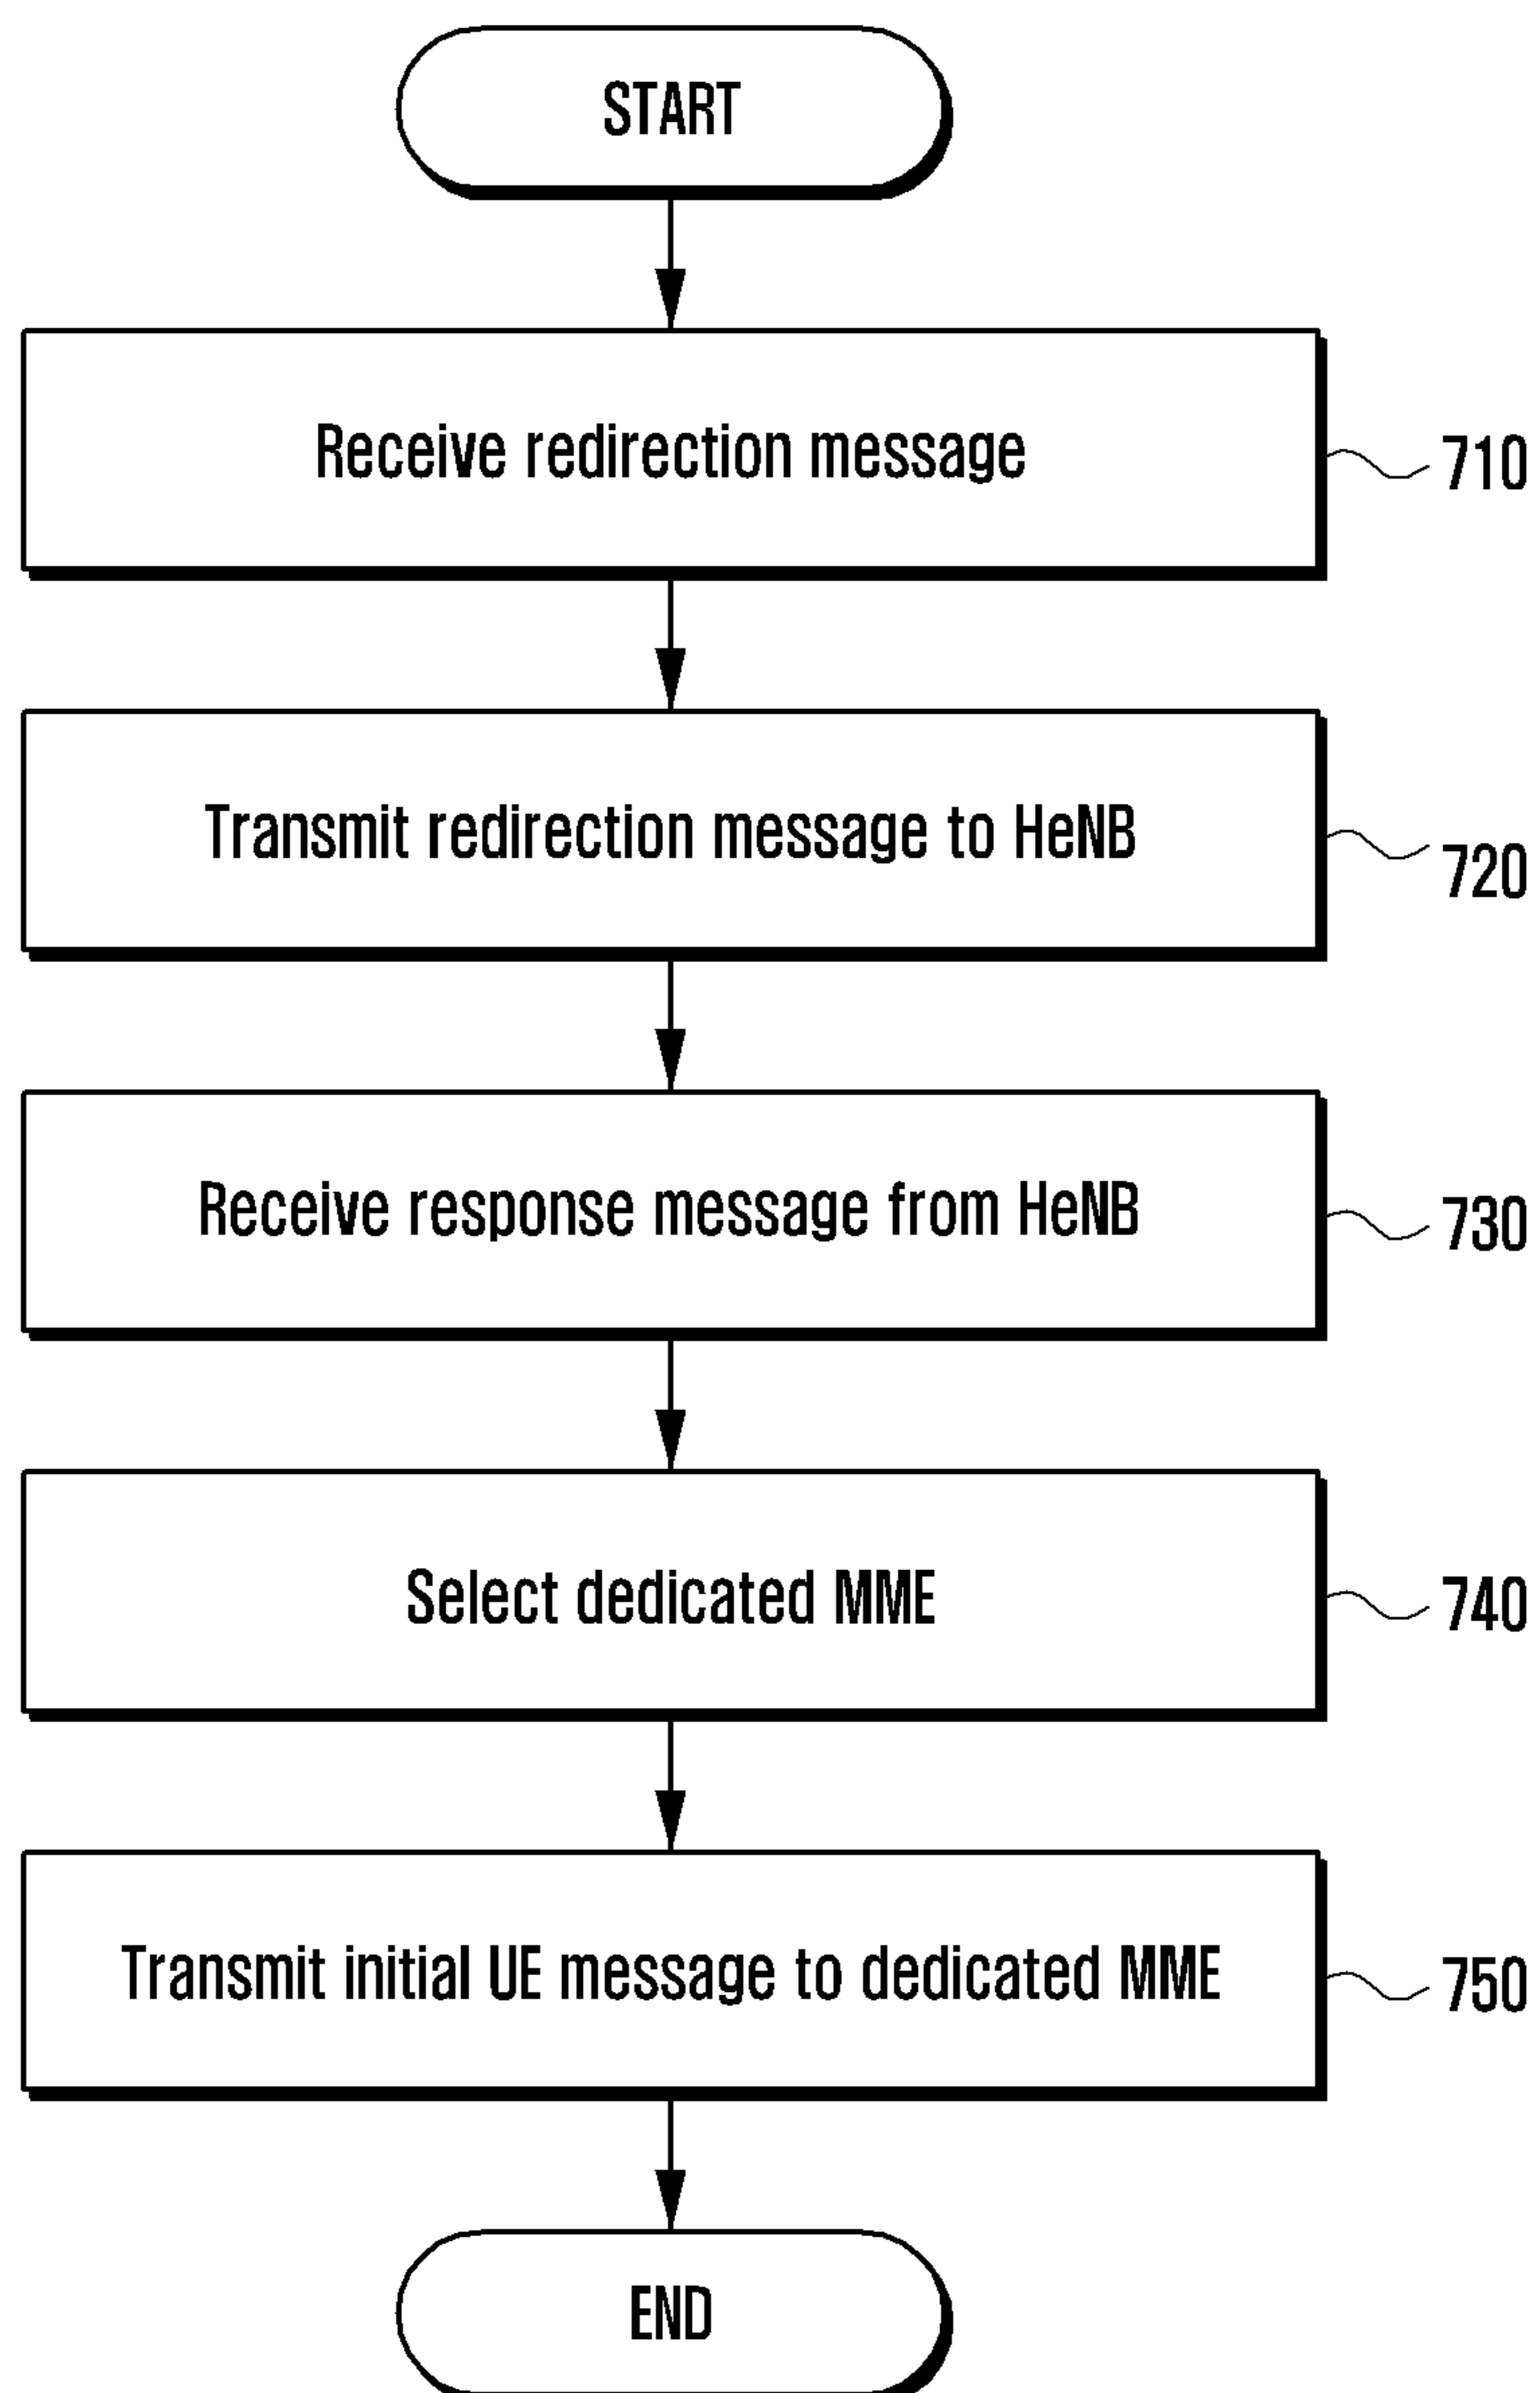 START
Receive redirection message
710
Transmit redirection message to HeNB
720
Receive response message from HeNB
730
Select dedicated MME
740
Transmit initial UE message to dedicated MME
750
END